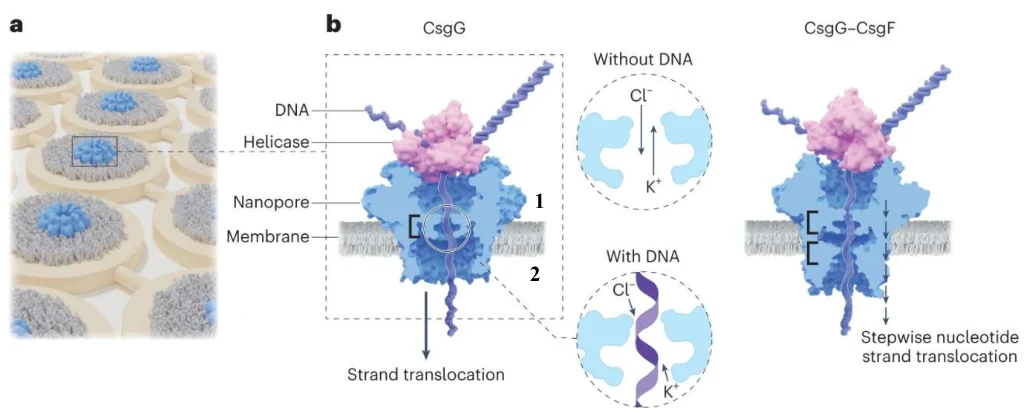 a
b
CsgG
CsgG–CsgF
Without DNA
Cl⁻
K⁺
DNA
Helicase
Nanopore
Membrane
1
2
With DNA
Cl⁻
K⁺
Strand translocation
Stepwise nucleotide
strand translocation